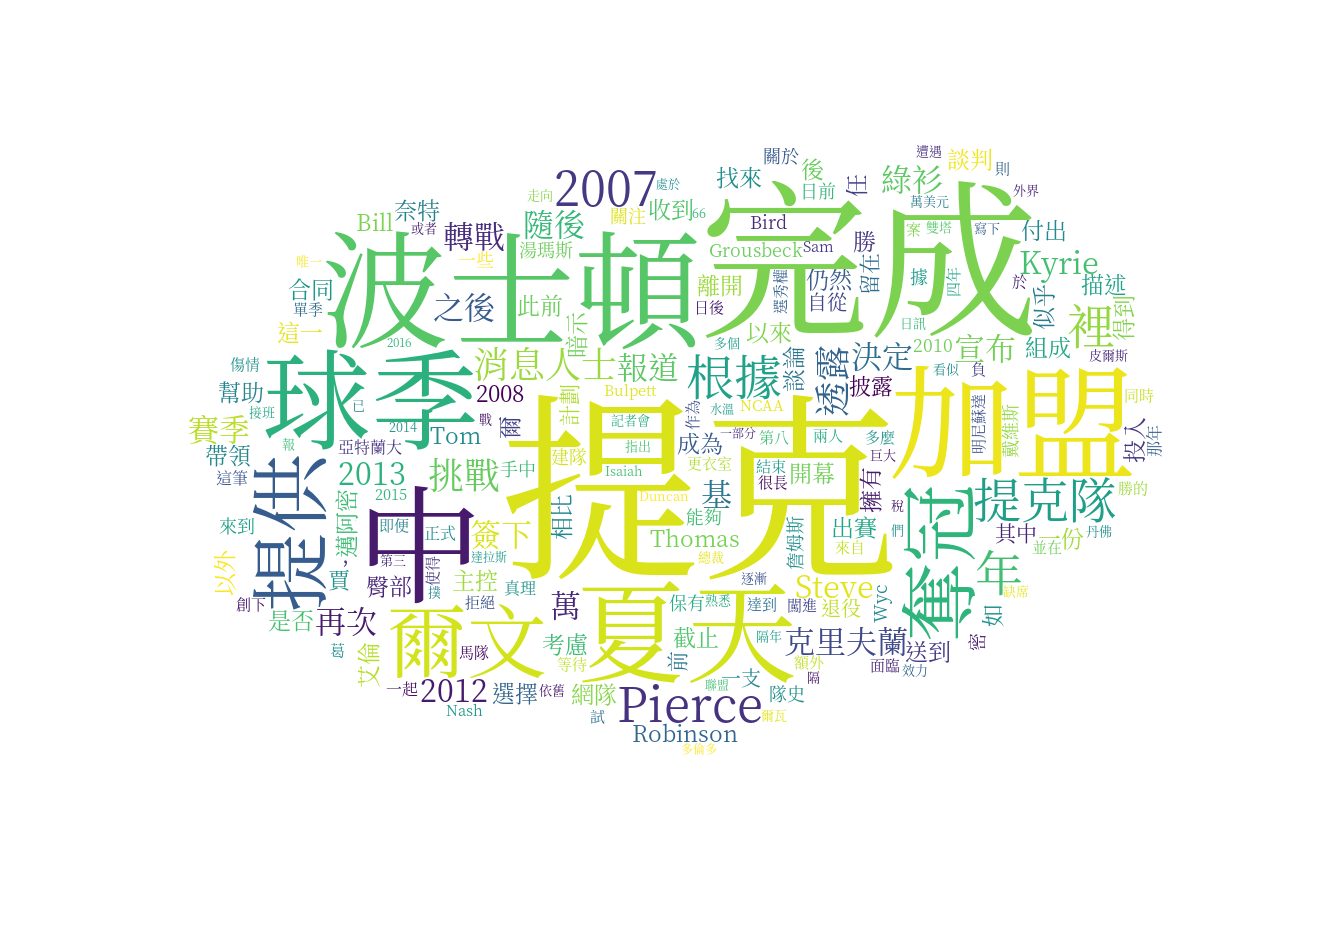 遭遇
關於
談判
則
找來
後
綠衫
任
日前
處於
外界
走向
2007
奈特
收到
66
萬美元
完成
關注
Bill
或者
轉戰
隨後
Bird
勝
案
雙塔
寫下
付出
波士頓
湯瑪斯
Grousbeck
Sam
唯一
一些
離開
仍然
留在
據
四年
Kyrie
合同
之後
此前
日後
選秀權
自從
於
似乎
描述
單季
這一
暗示
以來
日訊
裡
得到
2016
多個
2010
宣布
組成
皮爾斯
傷情
球季
消息人士
報道
根據
談論
透露
決定
看似
負
幫助
2008
計劃
Bulpett
水溫
NCAA
披露
加盟
同時
接班
已
作為
明尼蘇達
戴維斯
賽季
2014
戰
爾
記者會
一部分
第八
兩人
多麼
投入
那年
報
亞特蘭大
Tom
建隊
指出
成為
帶領
提克
更衣室
結束
開幕
巨大
這筆
2013
挑戰
手中
Isaiah
很長
擁有
提供
2015
Duncan
基
稅
提克隊
勝的
來到
邁阿密
中
即便
正式
簽下
相比
能夠
出賽
們
奪冠
其中
一份
丹佛
,
達拉斯
Thomas
詹姆斯
來自
並在
以外
第三
使得
總裁
賈
臀部
主控
真理
逐漸
Steve
年
缺席
創下
撲
拒絕
萬
夏天
保有
熟悉
達到
闖進
退役
Wyc
如
是否
再次
爾文
考慮
截止
隔年
克里夫蘭
送到
密
葛
艾倫
馬隊
等待
前
額外
面臨
效力
一起
2012
選擇
依舊
網隊
聯盟
一支
隊史
隔
Nash
試
Pierce
爾瓦
Robinson
多倫多